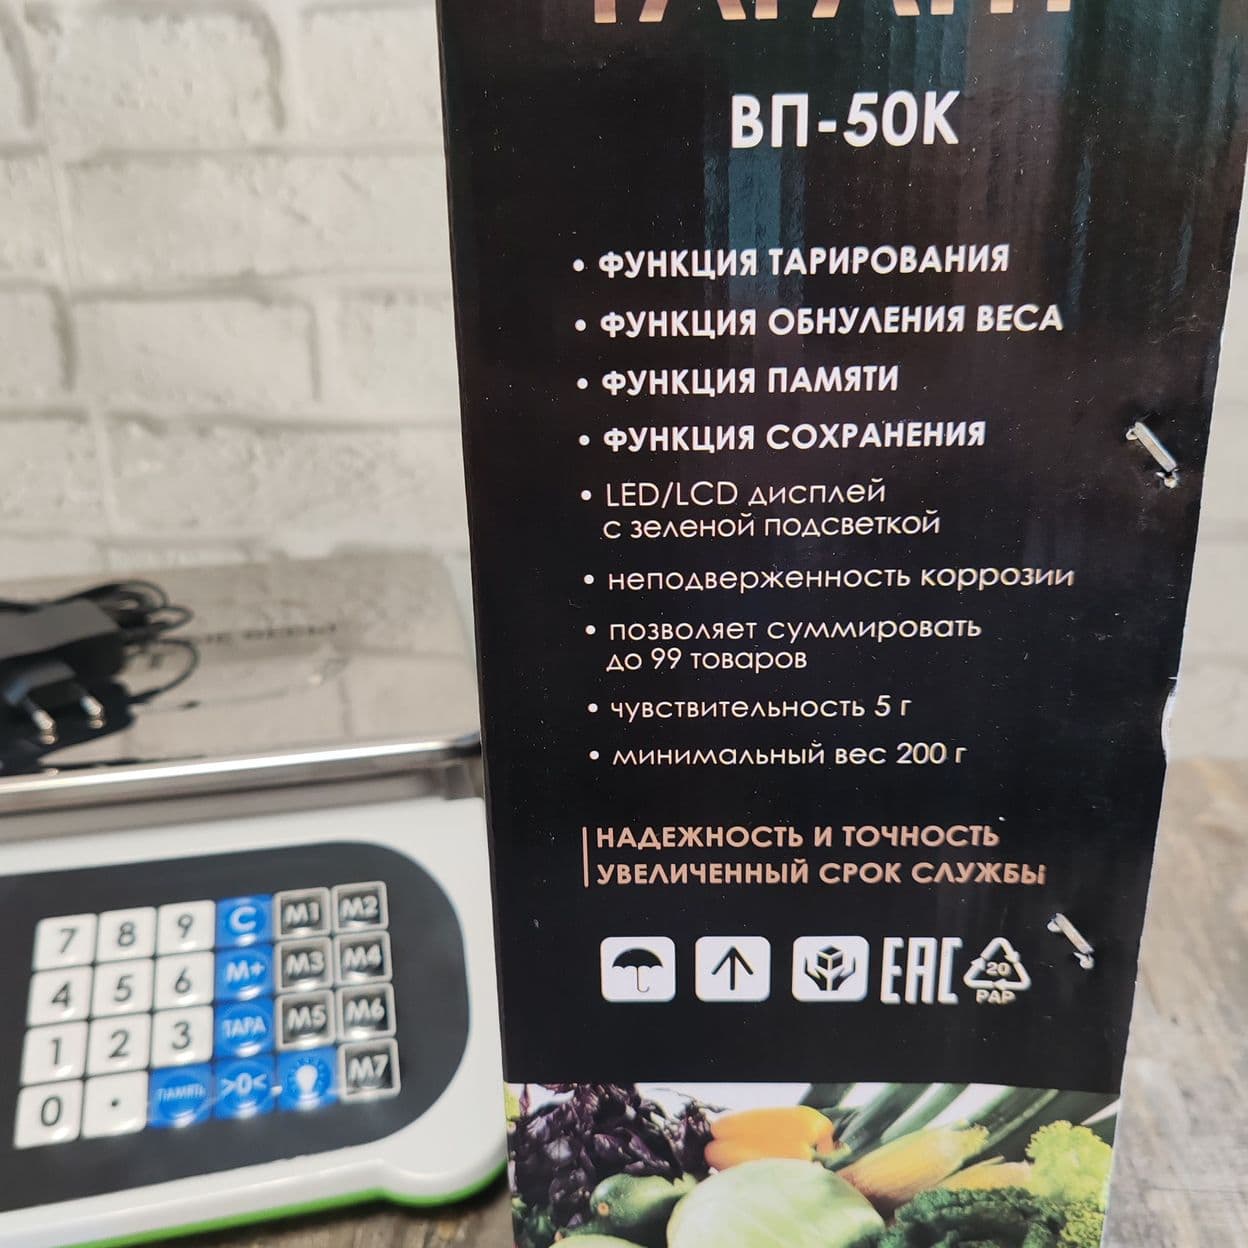 ВП-50К
• ФУНКЦИЯ ТАРИРОВАНИЯ
• ФУНКЦИЯ ОБНУЛЕНИЯ ВЕСА
• ФУНКЦИЯ ПАМЯТИ
• ФУНКЦИЯ СОХРАНЕНИЯ
• LED/LCD дисплей
с зеленой подсветкой
• неподверженность коррозии
• позволяет суммировать
до 99 товаров
• чувствительность 5 г
• минимальный вес 200 г
НАДЕЖНОСТЬ И ТОЧНОСТЬ
УВЕЛИЧЕННЫЙ СРОК СЛУЖБЫ
EAC 20
PAP
7 8 9 C M1 M2
4 5 6 M+ M3 M4
1 2 3 ТАРА M5 M6
0 . ПАМЯТЬ >0< M7